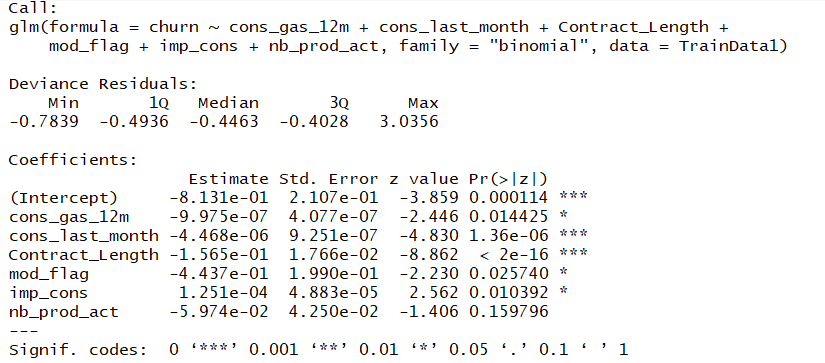 Call:
glm(formula = churn ~ cons_gas_12m + cons_last_month + Contract_Length +
    mod_flag + imp_cons + nb_prod_act, family = "binomial", data = TrainData1)

Deviance Residuals:
    Min       1Q   Median       3Q      Max
-0.7839  -0.4936  -0.4463  -0.4028   3.0356

Coefficients:
                  Estimate Std. Error z value Pr(>|z|)
(Intercept)     -8.131e-01  2.107e-01  -3.859 0.000114 ***
cons_gas_12m    -9.975e-07  4.077e-07  -2.446 0.014425 *
cons_last_month -4.468e-06  9.251e-07  -4.830 1.36e-06 ***
Contract_Length -1.565e-01  1.766e-02  -8.862  < 2e-16 ***
mod_flag        -4.437e-01  1.990e-01  -2.230 0.025740 *
imp_cons         1.251e-04  4.883e-05   2.562 0.010392 *
nb_prod_act     -5.974e-02  4.250e-02  -1.406 0.159796
---
Signif. codes:  0 ‘***’ 0.001 ‘**’ 0.01 ‘*’ 0.05 ‘.’ 0.1 ‘ ’ 1